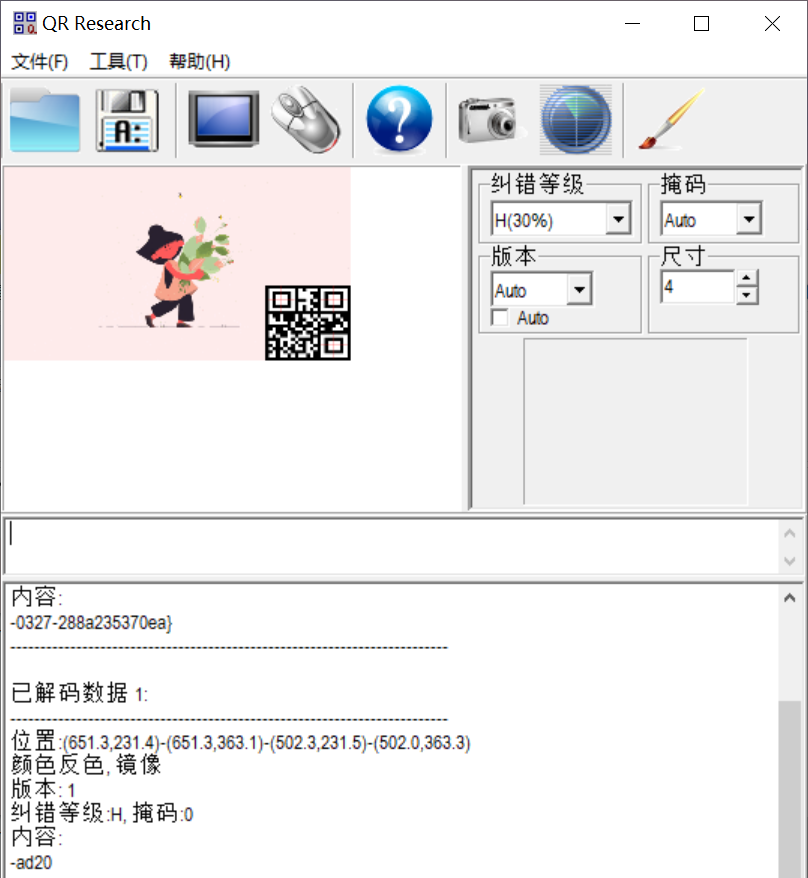 QR Research
文件(F) 工具(T) 帮助(H)
A:
纠错等级 掩码
H(30%) Auto
版本 尺寸
Auto 4
Auto
内容:
-0327-288a235370ea}
---------------------------------------------------------------------------
已解码数据 1:
---------------------------------------------------------------------------
位置:(651.3,231.4)-(651.3,363.1)-(502.3,231.5)-(502.0,363.3)
颜色反色, 镜像
版本: 1
纠错等级:H, 掩码:0
内容:
-ad20